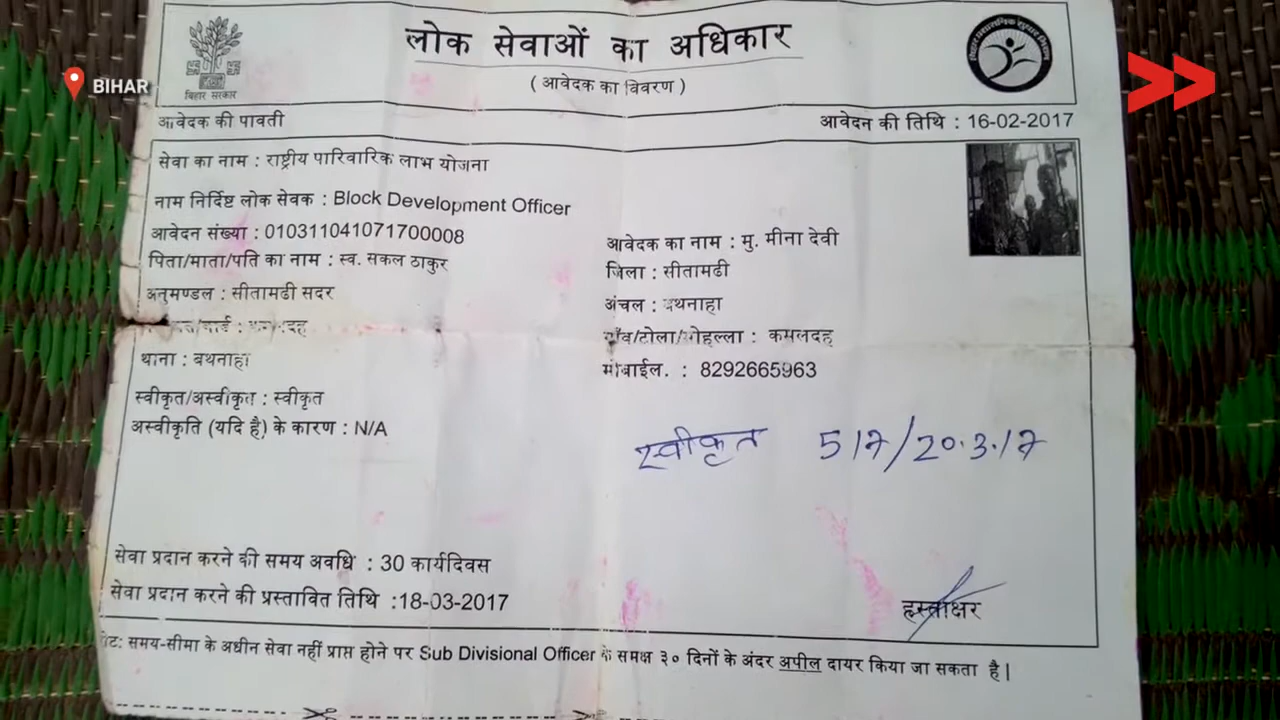 लोक सेवाओं का अधिकार
( आवेदक का विवरण )
बिहार सरकार
BIHAR
आवेदक की पावती
आवेदन की तिथि : 16-02-2017
सेवा का नाम : राष्ट्रीय पारिवारिक लाभ योजना
नाम निर्दिष्ट लोक सेवक : Block Development Officer
आवेदन संख्या : 010311041071700008
आवेदक का नाम : मु. मीना देवी
पिता/माता/पति का नाम : स्व. सकल ठाकुर
जिला : सीतामढी
अनुमण्डल : सीतामढी सदर
अंचल : बथनाहा
गाँव/टोला/मोहल्ला : कमलदह
थाना : बथनाहा
मोबाईल. : 8292665963
स्वीकृत/अस्वीकृत : स्वीकृत
अस्वीकृति (यदि है) के कारण : N/A
स्वीकृत 517/20.3.17
सेवा प्रदान करने की समय अवधि : 30 कार्यदिवस
सेवा प्रदान करने की प्रस्तावित तिथि :18-03-2017
हस्ताक्षर
नोट: समय-सीमा के अधीन सेवा नहीं प्राप्त होने पर Sub Divisional Officer के समक्ष ३० दिनों के अंदर अपील दायर किया जा सकता है |